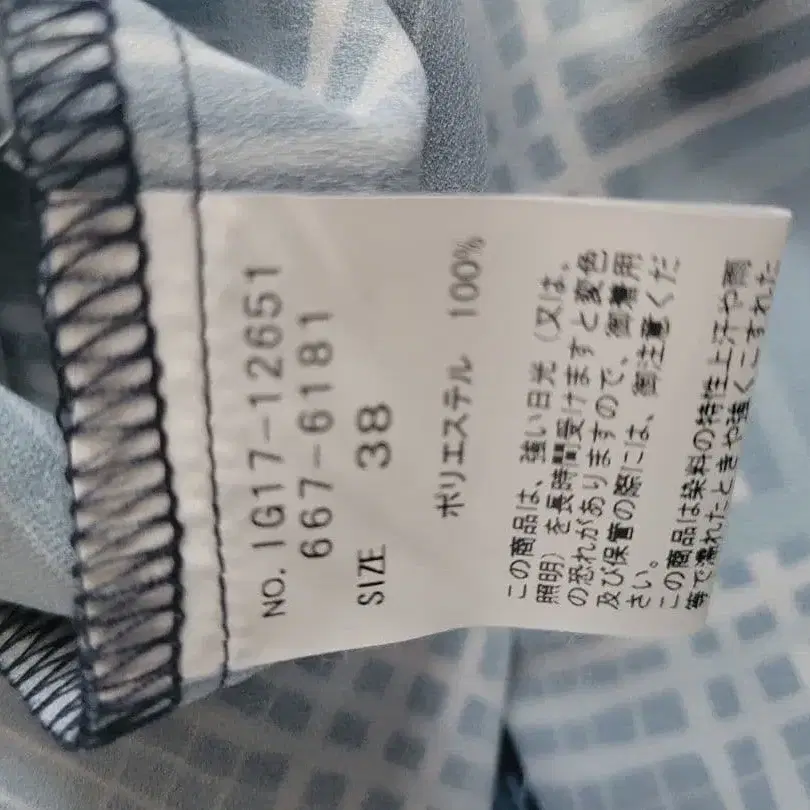 NO. IG17-12651
667-6181
SIZE 38
ポリエステル 100%
この商品は、強い日光（又は、
照明）を長時間受けますと変色
の恐れがありますので、御着用
及び保管の際には、御注意くだ
さい。
この商品は染料の特性上汗や雨
等で濡れたときや強くこすれた